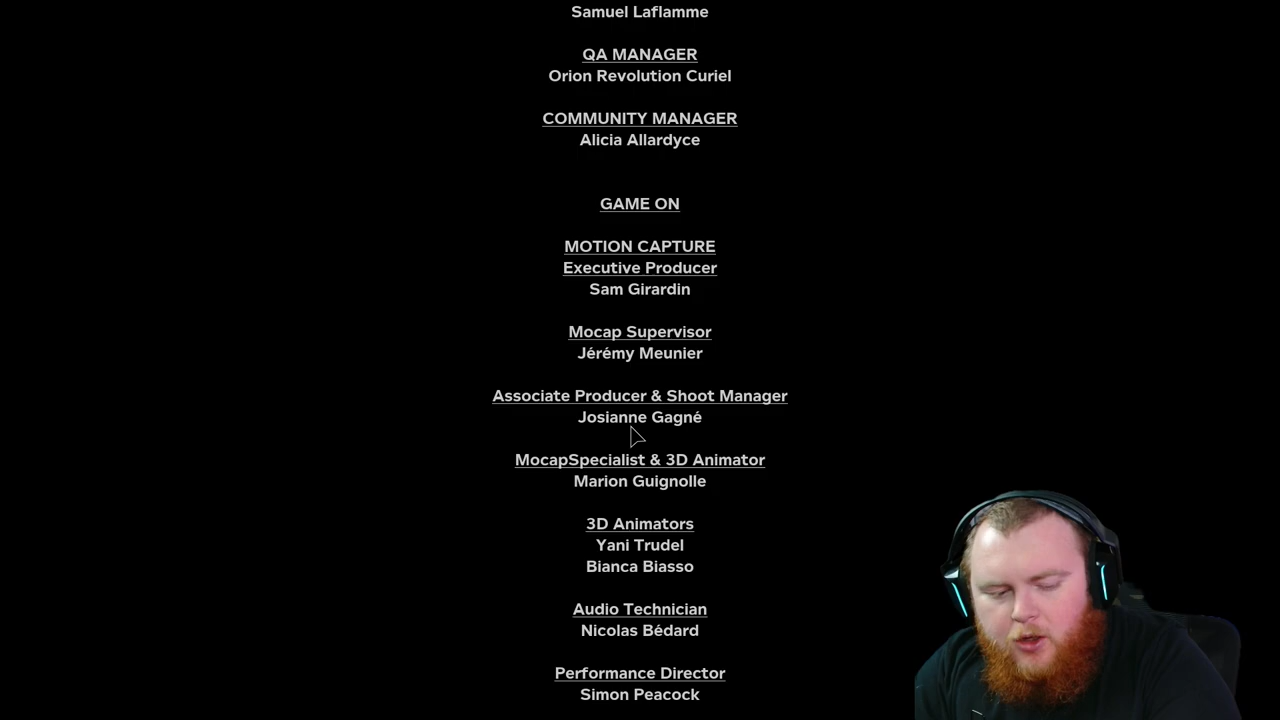 Samuel Laflamme
QA MANAGER
Orion Revolution Curiel
COMMUNITY MANAGER
Alicia Allardyce
GAME ON
MOTION CAPTURE
Executive Producer
Sam Girardin
Mocap Supervisor
Jérémy Meunier
Associate Producer & Shoot Manager
Josianne Gagné
MocapSpecialist & 3D Animator
Marion Guignolle
3D Animators
Yani Trudel
Bianca Biasso
Audio Technician
Nicolas Bédard
Performance Director
Simon Peacock